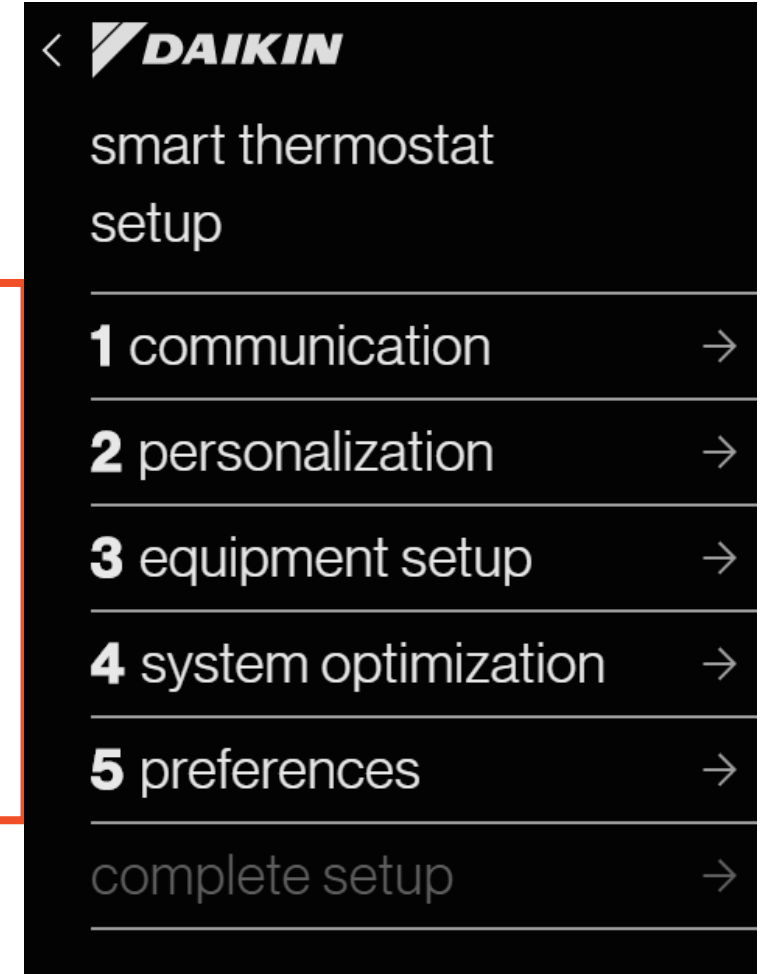 DAIKIN
smart thermostat
setup
1 communication
2 personalization
3 equipment setup
4 system optimization
5 preferences
complete setup